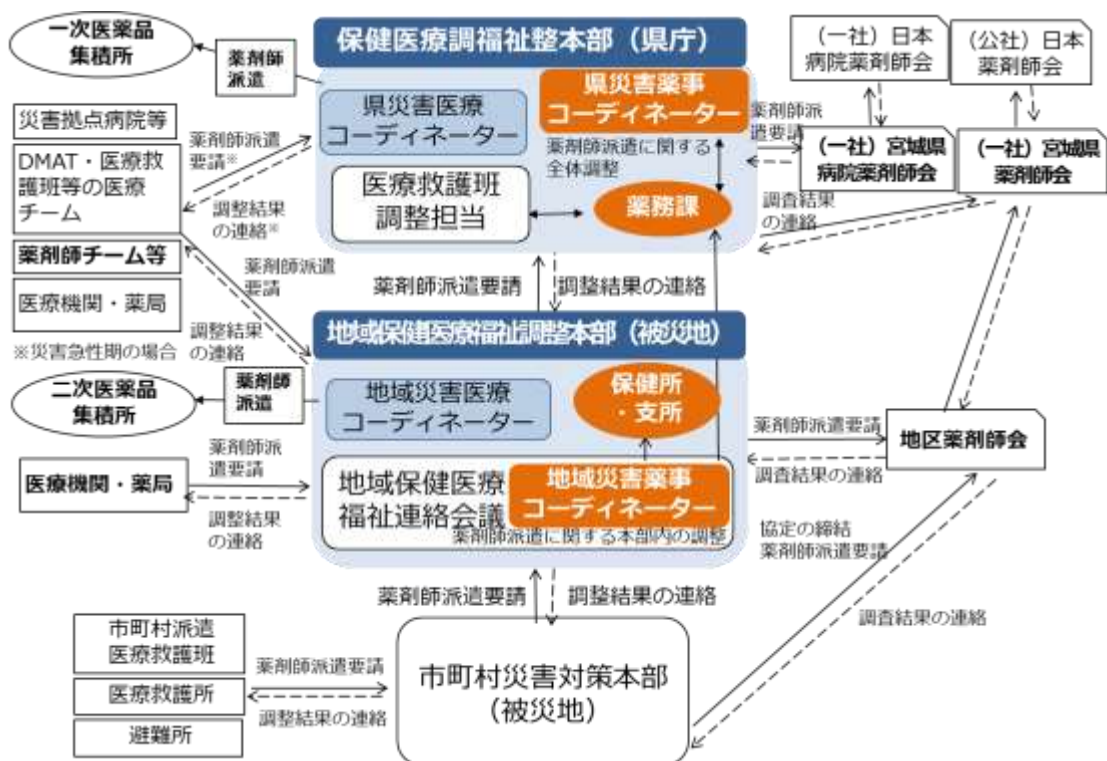 一次医薬品
集積所
薬剤師
派遣
保健医療調福祉整本部（県庁）
県災害医療
コーディネーター
県災害薬事
コーディネーター
薬剤師派遣に関する
全体調整
医療救護班
調整担当
薬務課
（一社）日本
病院薬剤師会
（公社）日本
薬剤師会
薬剤師派
遣要請
（一社）宮城県
病院薬剤師会
（一社）宮城県
薬剤師会
調査結果
の連絡
災害拠点病院等
DMAT・医療救
護班等の医療
チーム
薬剤師チーム等
医療機関・薬局
※災害急性期の場合
薬剤師派遣
要請※
調整結果
の連絡※
薬剤師派遣
要請
調整結果
の連絡
薬剤師派遣要請
調整結果の連絡
地域保健医療福祉調整本部（被災地）
二次医薬品
集積所
薬剤師
派遣
地域災害医療
コーディネーター
保健所
・支所
地域保健医療
福祉連絡会議
地域災害薬事
コーディネーター
薬剤師派遣に関する本部内の調整
医療機関・薬局
薬剤師派
遣要請
調整結果
の連絡
薬剤師派遣要請
調査結果の連絡
地区薬剤師会
協定の締結
薬剤師派遣要請
調査結果の連絡
薬剤師派遣要請
調整結果の連絡
市町村派遣
医療救護班
医療救護所
避難所
薬剤師派遣要請
調整結果の連絡
市町村災害対策本部
（被災地）